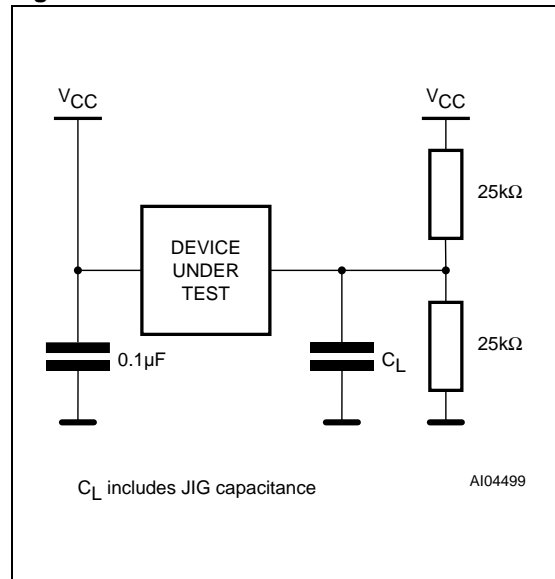 VCC
VCC
25kΩ
DEVICE
UNDER
TEST
0.1µF
CL
25kΩ
CL includes JIG capacitance
AI04499